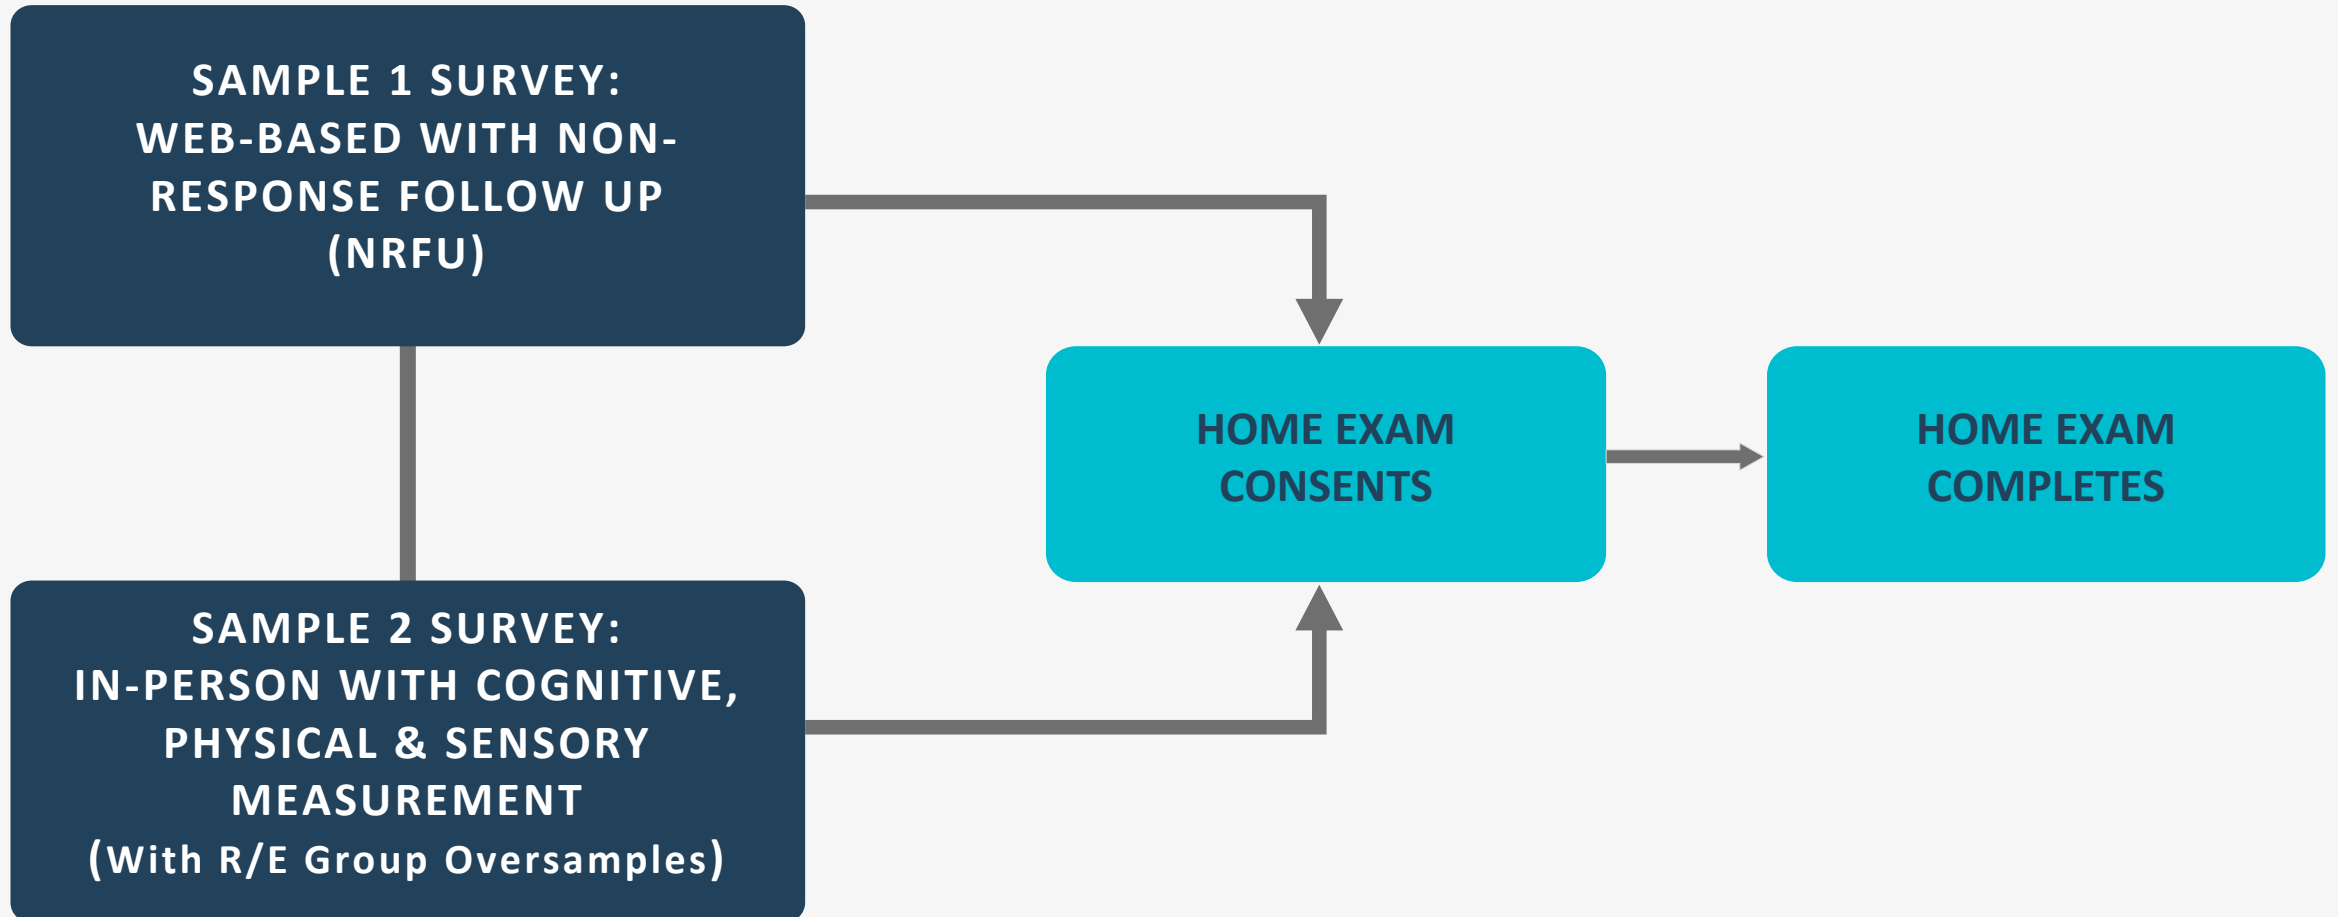 SAMPLE 1 SURVEY:
WEB-BASED WITH NON-
RESPONSE FOLLOW UP
(NRFU)
HOME EXAM
CONSENTS
HOME EXAM
COMPLETES
SAMPLE 2 SURVEY:
IN-PERSON WITH COGNITIVE,
PHYSICAL & SENSORY
MEASUREMENT
(With R/E Group Oversamples)